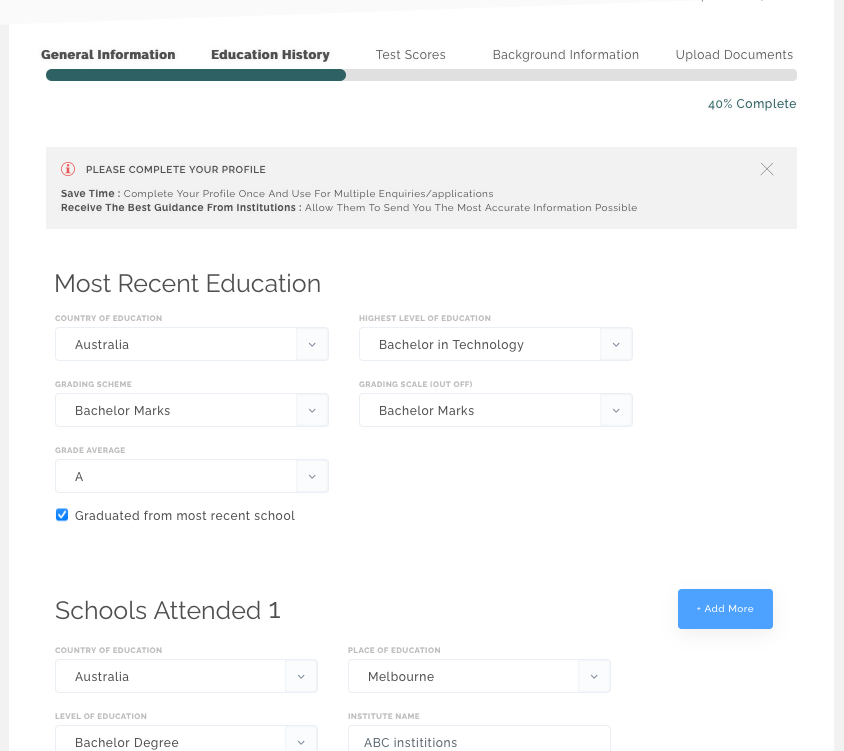 General Information Education History Test Scores Background Information Upload Documents
40% Complete
PLEASE COMPLETE YOUR PROFILE
Save Time : Complete Your Profile Once And Use For Multiple Enquiries/applications
Receive The Best Guidance From Institutions : Allow Them To Send You The Most Accurate Information Possible
Most Recent Education
COUNTRY OF EDUCATION HIGHEST LEVEL OF EDUCATION
Australia Bachelor in Technology
GRADING SCHEME GRADING SCALE (OUT OFF)
Bachelor Marks Bachelor Marks
GRADE AVERAGE
A
Graduated from most recent school
Schools Attended 1 + Add More
COUNTRY OF EDUCATION PLACE OF EDUCATION
Australia Melbourne
LEVEL OF EDUCATION INSTITUTE NAME
Bachelor Degree ABC instititions